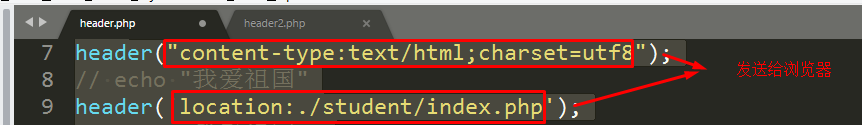 header.php header2.php
7 header("content-type:text/html;charset=utf8");
8 // echo "我爱祖国"
9 header( location:./student/index.php');
发送给浏览器